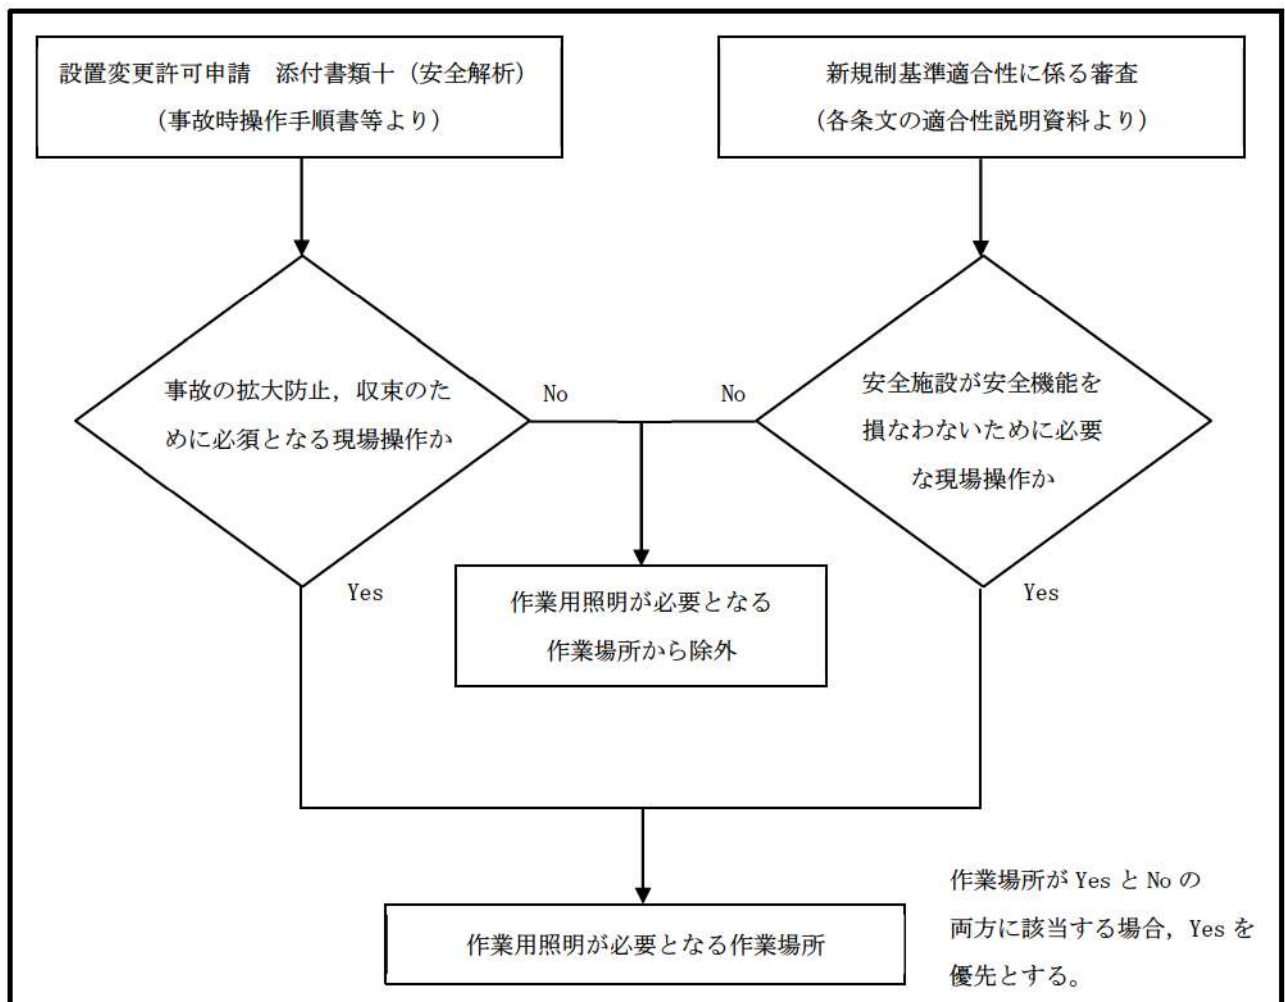 設置変更許可申請　添付書類十（安全解析）
（事故時操作手順書等より）
新規制基準適合性に係る審査
（各条文の適合性説明資料より）
事故の拡大防止，収束のた
めに必須となる現場操作か
No
No
安全施設が安全機能を
損なわないために必要
な現場操作か
Yes
作業用照明が必要となる
作業場所から除外
Yes
作業用照明が必要となる作業場所
作業場所が Yes と No の
両方に該当する場合，Yes を
優先とする。